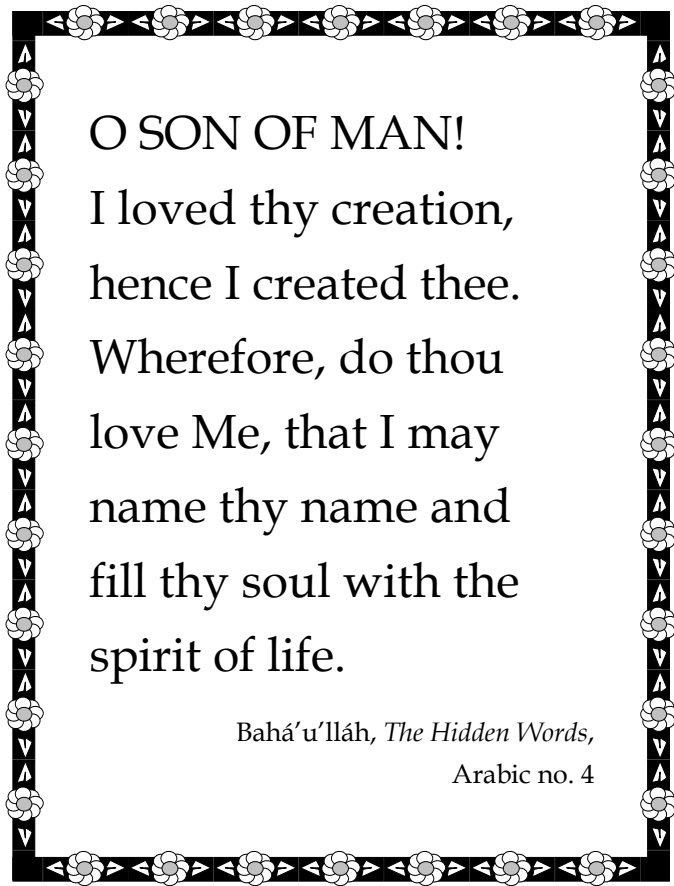 O SON OF MAN!
I loved thy creation,
hence I created thee.
Wherefore, do thou
love Me, that I may
name thy name and
fill thy soul with the
spirit of life.
Bahá’u’lláh, The Hidden Words,
Arabic no. 4